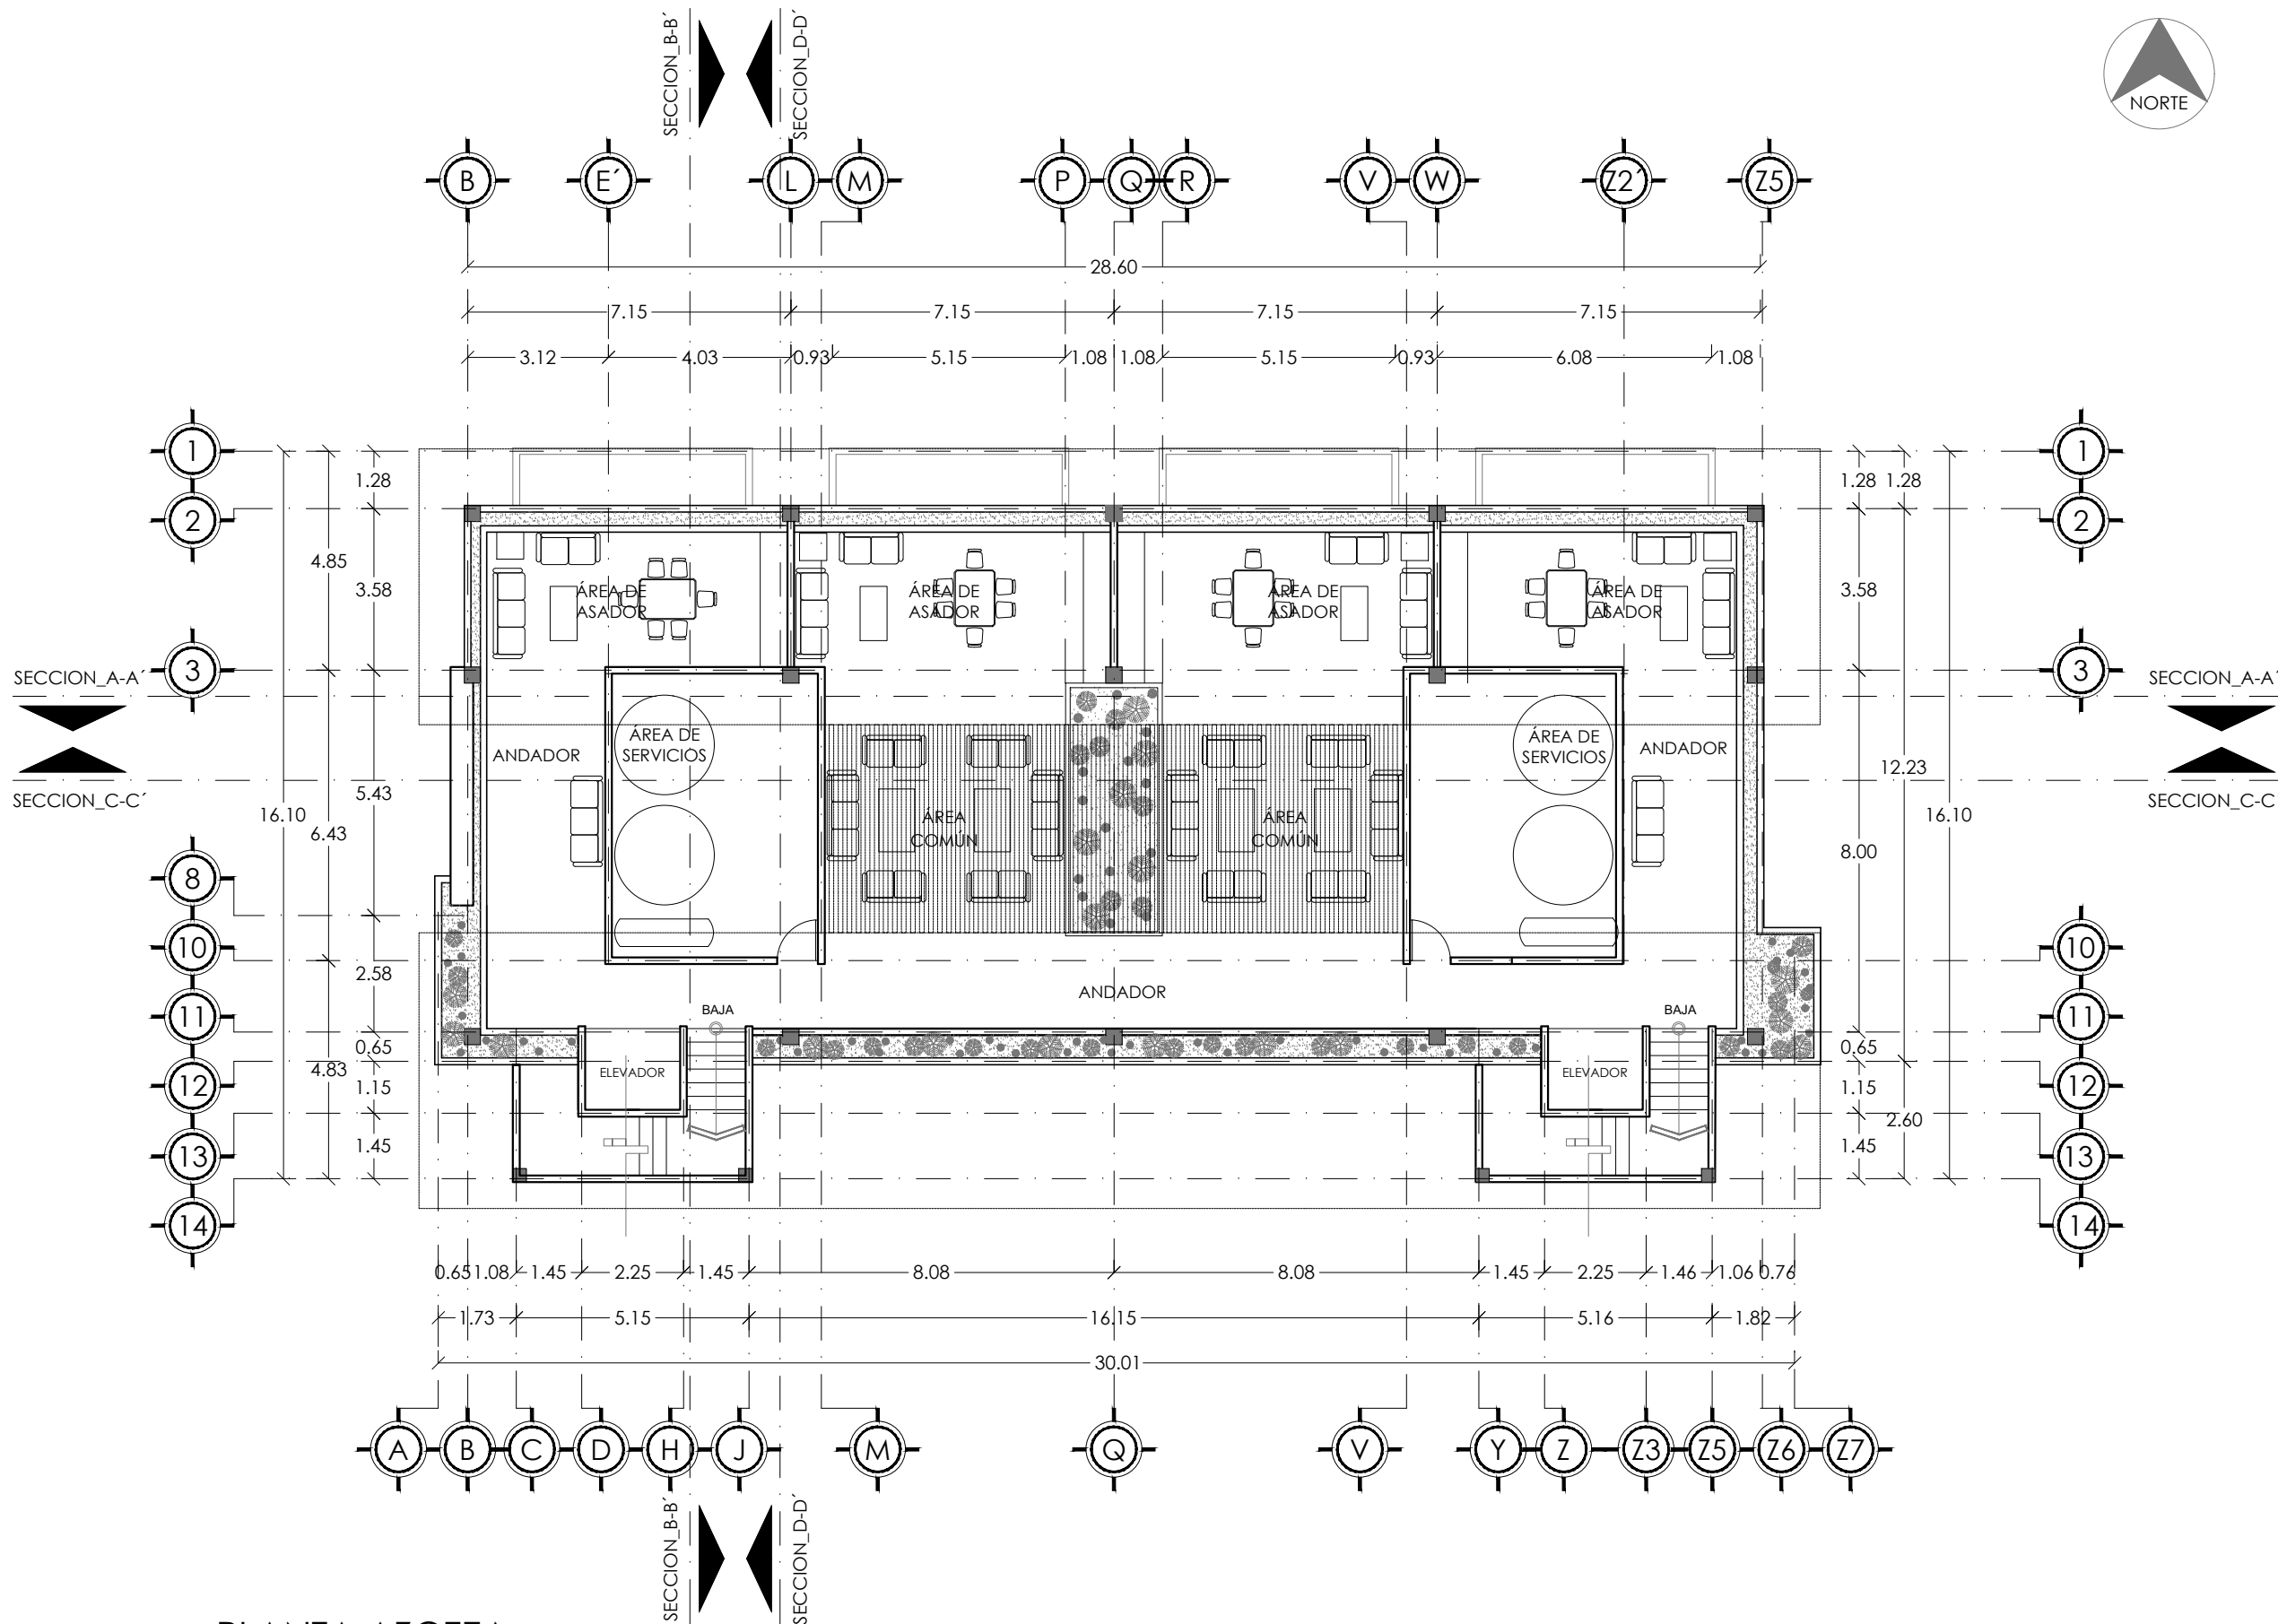 SECCION_B-B´
SECCION_D-D´
NORTE
B E´ L M P Q R V W Z2´ Z5
28.60
7.15 7.15 7.15 7.15
3.12 4.03 0.93 5.15 1.08 1.08 5.15 0.93 6.08 1.08
1
2
3
8
10
11
12
13
14
1.28
3.58
5.43
2.58
0.65
1.15
1.45
4.85
6.43
4.83
16.10
SECCION_A-A´
SECCION_C-C´
ÁREA DE
ASADOR
ÁREA DE
ASADOR
ÁREA DE
ASADOR
ÁREA DE
ASADOR
ANDADOR
ÁREA DE
SERVICIOS
ÁREA
COMÚN
ÁREA
COMÚN
ÁREA DE
SERVICIOS
ANDADOR
ANDADOR
BAJA
BAJA
ELEVADOR
ELEVADOR
1.28
3.58
8.00
0.65
1.15
1.45
1.28
12.23
2.60
16.10
1
2
3
10
11
12
13
14
SECCION_A-A´
SECCION_C-C
0.65 1.08 1.45 2.25 1.45 8.08 8.08 1.45 2.25 1.46 1.06 0.76
1.73 5.15 16.15 5.16 1.82
30.01
A B C D H J M Q V Y Z Z3 Z5 Z6 Z7
SECCION_B-B´
SECCION_D-D´